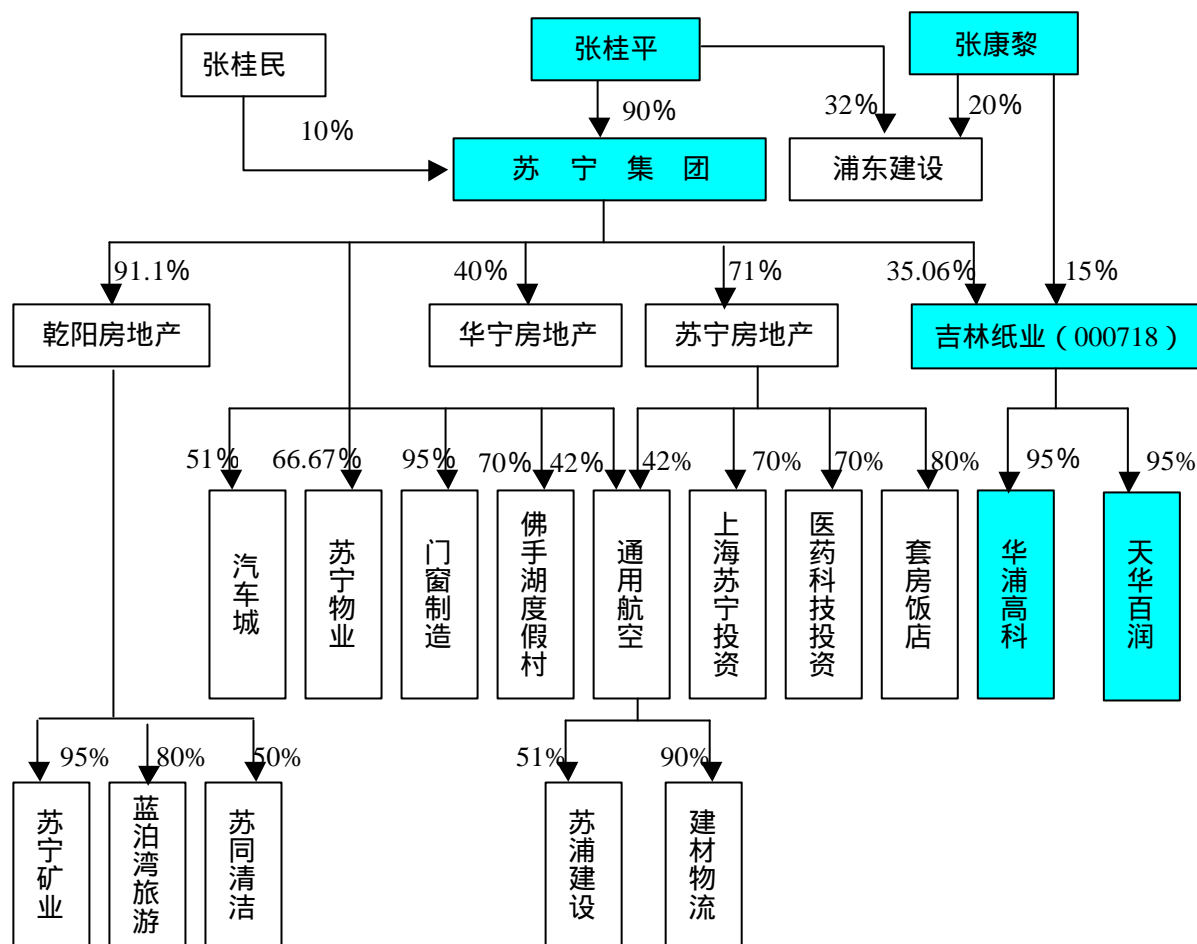 张桂民
张桂平
张康黎
10%
90%
32%
20%
苏 宁 集 团
浦东建设
91.1%
40%
71%
35.06%
15%
乾阳房地产
华宁房地产
苏宁房地产
吉林纸业（000718）
51%
66.67%
95%
70%
42%
42%
70%
70%
80%
95%
95%
汽车城
苏宁物业
门窗制造
佛手湖度假村
通用航空
上海苏宁投资
医药科技投资
套房饭店
华浦高科
天华百润
95%
80%
50%
51%
90%
苏宁矿业
蓝泊湾旅游
苏同清洁
苏浦建设
建材物流